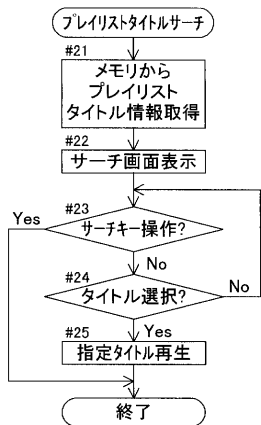 プレイリストタイトルサーチ
#21
メモリから
プレイリスト
タイトル情報取得
#22
サーチ画面表示
Yes
#23
サーチキー操作?
No
#24
No
タイトル選択?
#25
Yes
指定タイトル再生
終了